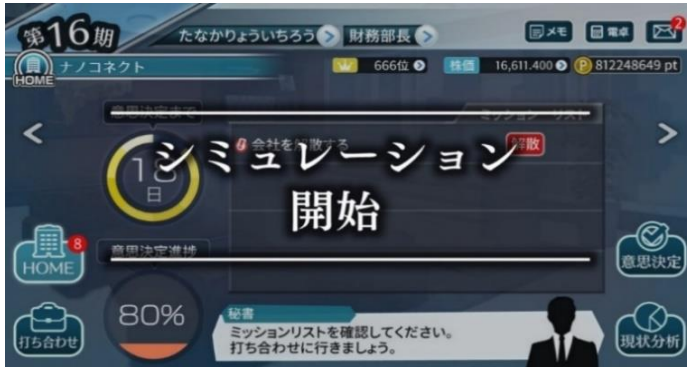 第16期
たなかりょういちろう
財務部長
メモ
電卓
2
HOME
ナノコネクト
666位
株価
16,611.400
P
812248649 pt
意思決定まで
ミッション リスト
会社を解散する
解散
シミュレーション
開始
18
日
HOME
8
意思決定進捗
意思決定
80%
打ち合わせ
秘書
ミッションリストを確認してください。
打ち合わせに行きましょう。
現状分析